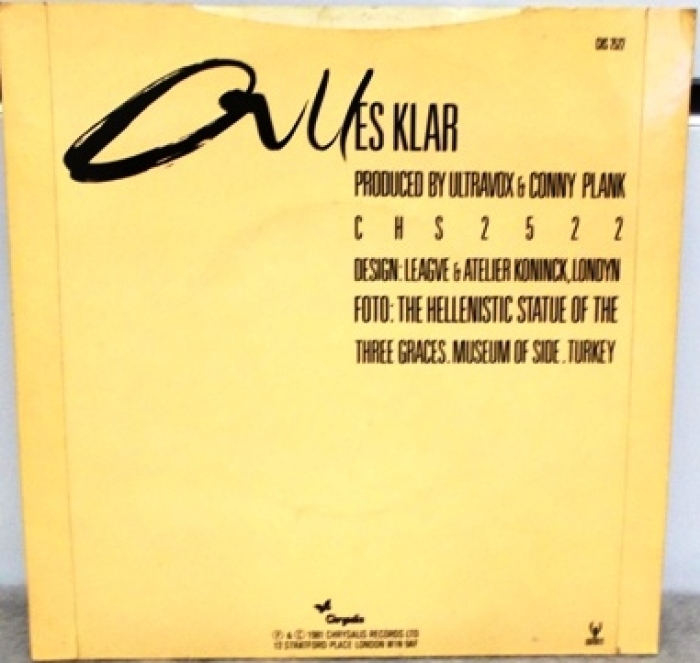 CHS 2522
Alles KLAR
PRODUCED BY ULTRAVOX & CONNY PLANK
C H S 2 5 2 2
DESIGN: LEAGVE & ATELIER KONINCK, LONDYN
FOTO: THE HELLENISTIC STATUE OF THE
THREE GRACES. MUSEUM OF SIDE. TURKEY
Chrysalis
Ⓟ & © 1981 CHRYSALIS RECORDS LTD
12 STRATFORD PLACE LONDON W1N 9AF